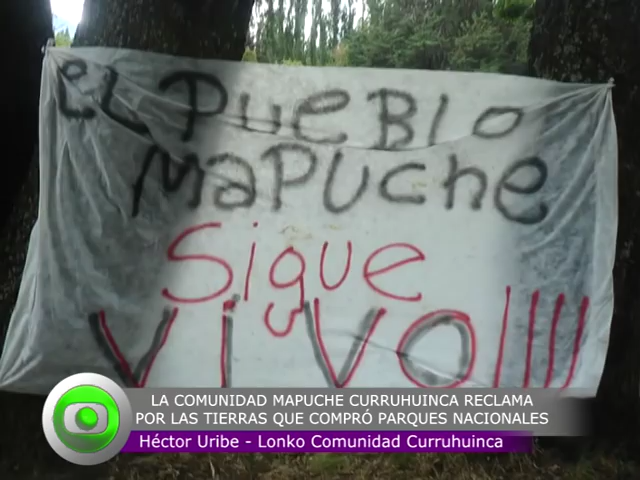 eL PueBlo
MaPuche
Sigue
ViVo!!!!
LA COMUNIDAD MAPUCHE CURRUHUINCA RECLAMA
POR LAS TIERRAS QUE COMPRÓ PARQUES NACIONALES
Héctor Uribe - Lonko Comunidad Curruhuinca